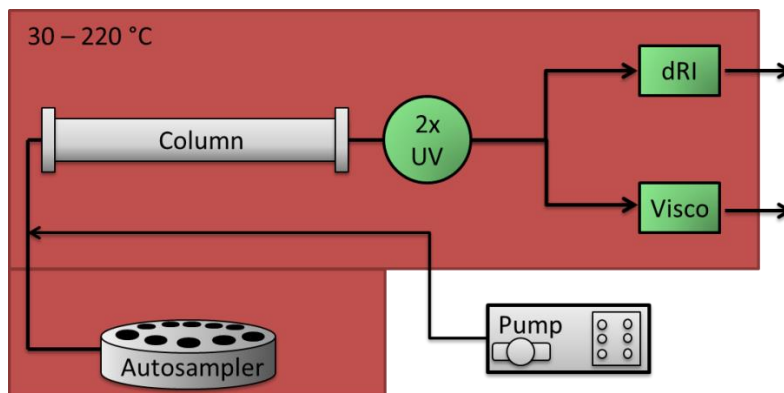 30 – 220 °C
dRI
Column
2x
UV
Visco
Pump
Autosampler